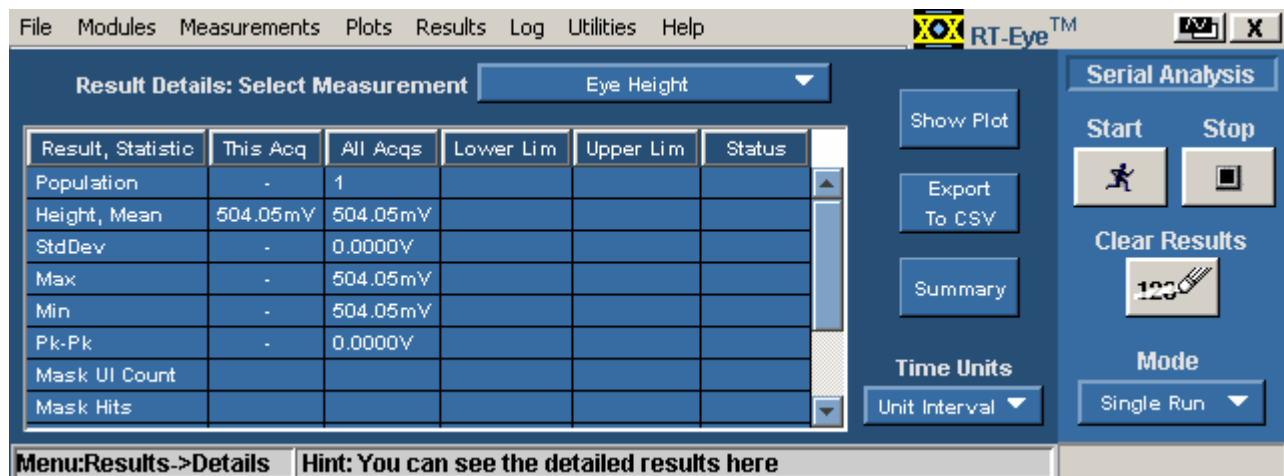 File Modules Measurements Plots Results Log Utilities Help RT-Eye™ X
Result Details: Select Measurement Eye Height
Serial Analysis
Start Stop
Clear Results
123
Mode
Single Run
Show Plot
Export
To CSV
Summary
Time Units
Unit Interval
Result, Statistic This Acq All Acqs Lower Lim Upper Lim Status
Population - 1
Height, Mean 504.05mV 504.05mV
StdDev - 0.0000V
Max - 504.05mV
Min - 504.05mV
Pk-Pk - 0.0000V
Mask UI Count
Mask Hits
Menu:Results->Details Hint: You can see the detailed results here